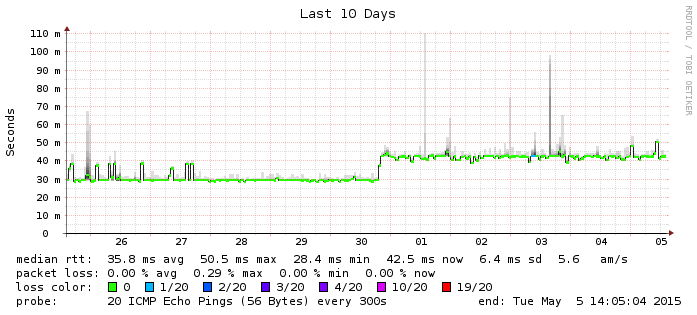 Last 10 Days
RRDTOOL / TOBI OETIKER
Seconds
110 m
100 m
90 m
80 m
70 m
60 m
50 m
40 m
30 m
20 m
10 m
0
26 27 28 29 30 01 02 03 04 05
median rtt: 35.8 ms avg 50.5 ms max 28.4 ms min 42.5 ms now 6.4 ms sd 5.6 am/s
packet loss: 0.00 % avg 0.29 % max 0.00 % min 0.00 % now
loss color: 0 1/20 2/20 3/20 4/20 10/20 19/20
probe: 20 ICMP Echo Pings (56 Bytes) every 300s end: Tue May 5 14:05:04 2015